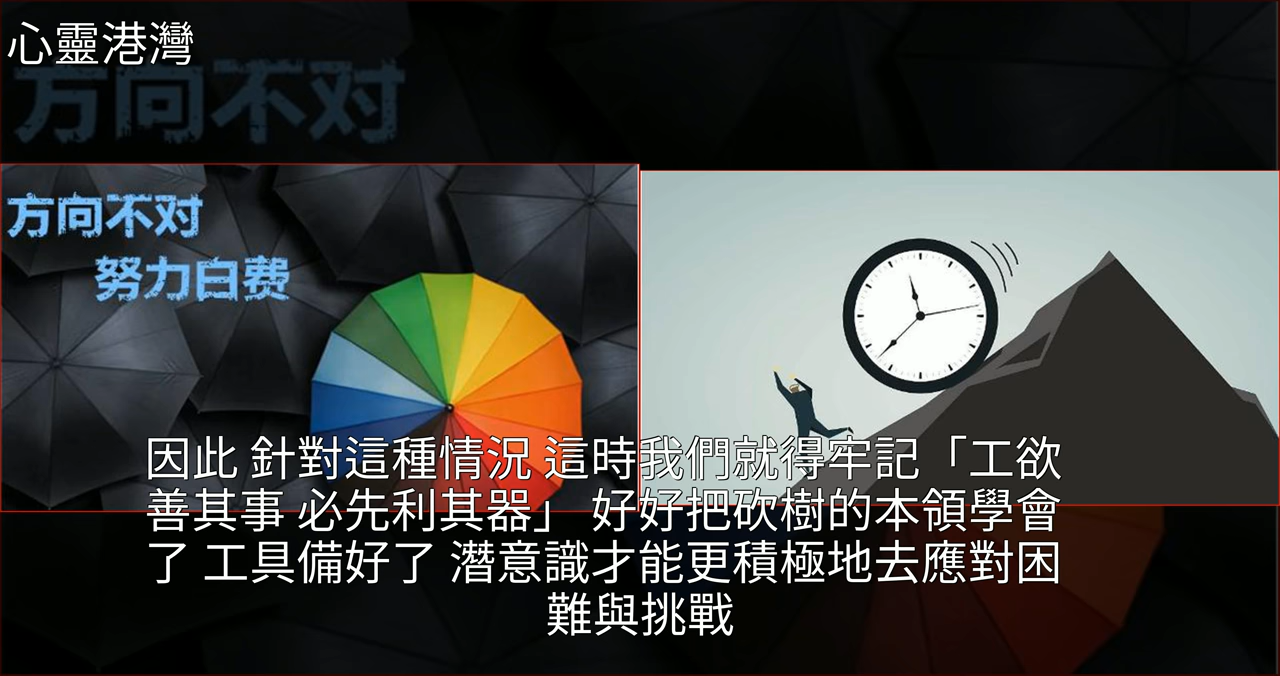 心靈港灣
方向不对
方向不对
努力白费
因此 針對這種情況 這時我們就得牢記「工欲
善其事 必先利其器」 好好把砍樹的本領學會
了 工具備好了 潛意識才能更積極地去應對困
難與挑戰